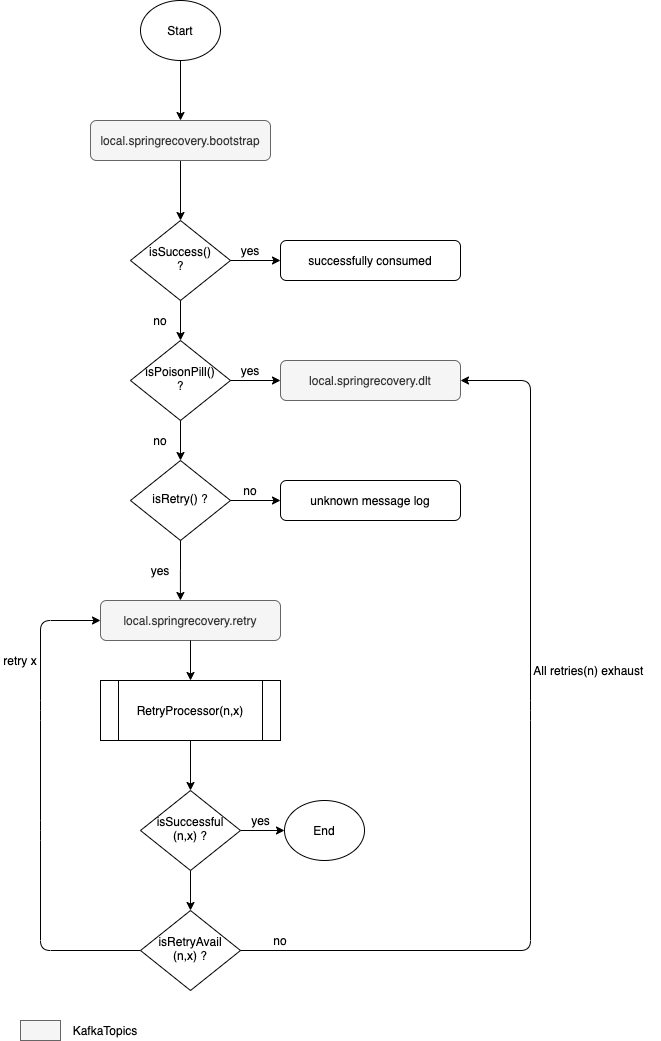 Start
local.springrecovery.bootstrap
isSuccess()
?
yes
successfully consumed
no
isPoisonPill()
?
yes
local.springrecovery.dlt
no
isRetry() ?
no
unknown message log
yes
local.springrecovery.retry
retry x
All retries(n) exhaust
RetryProcessor(n,x)
isSuccessful
(n,x) ?
yes
End
isRetryAvail
(n,x) ?
no
KafkaTopics